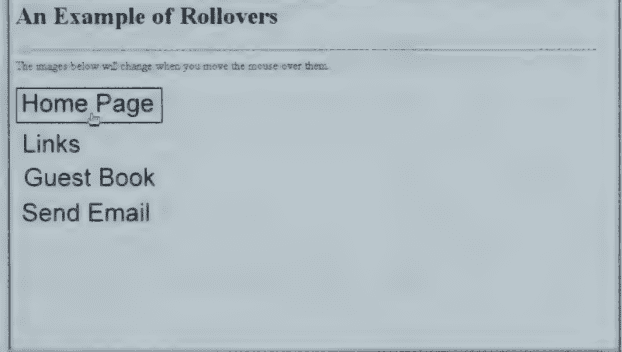 An Example of Rollovers
The images below will change when you move the mouse over them.
Home Page
Links
Guest Book
Send Email